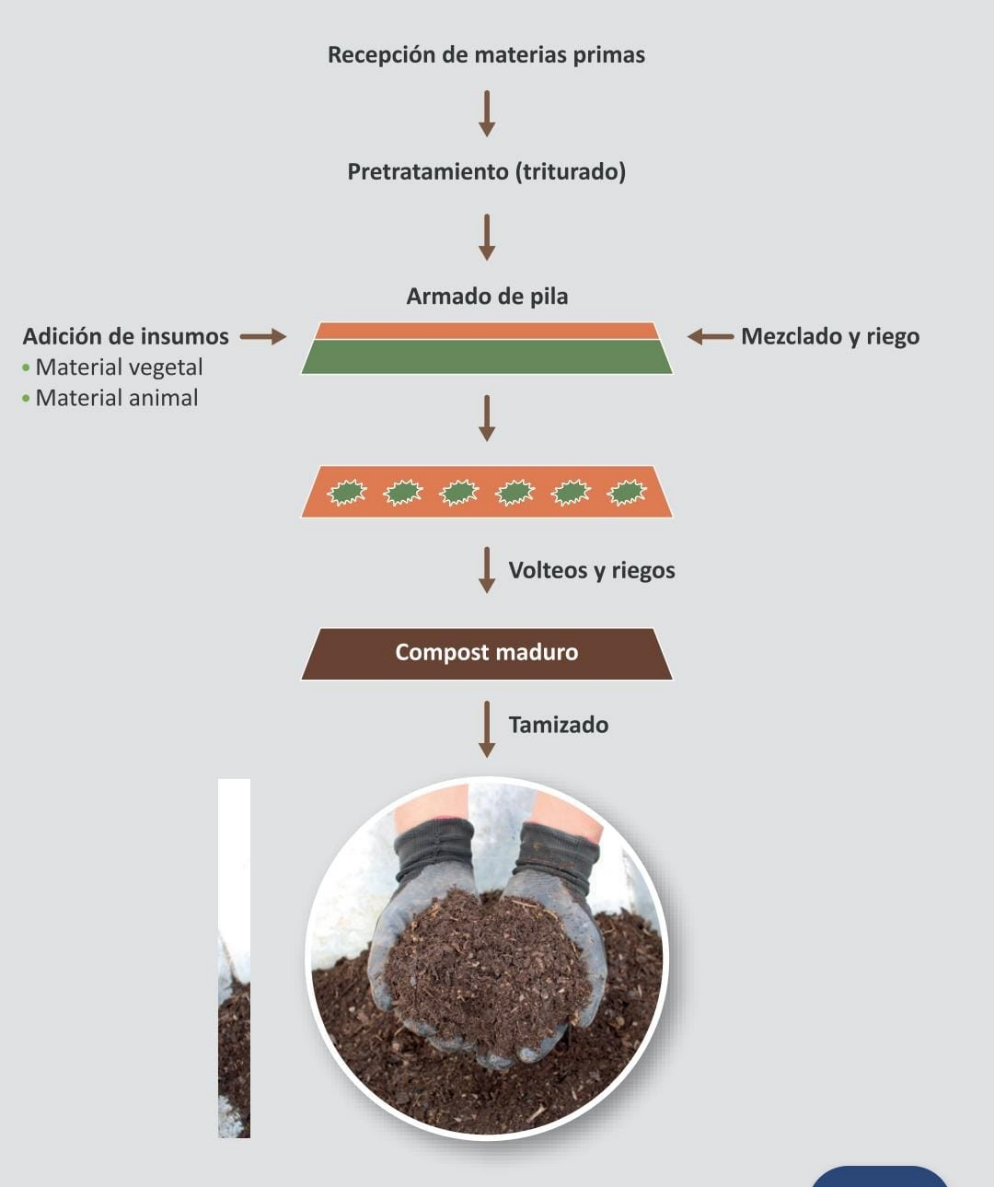 Recepción de materias primas
Pretratamiento (triturado)
Armado de pila
Adición de insumos
• Material vegetal
• Material animal
Mezclado y riego
Volteos y riegos
Compost maduro
Tamizado